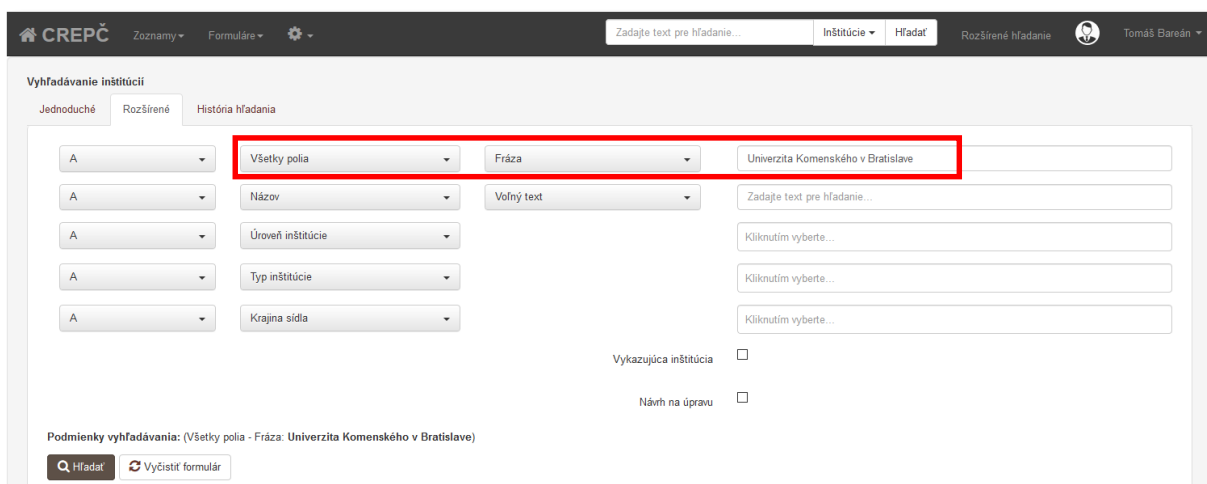 CREPČ Zoznamy Formuláre Zadajte text pre hľadanie... Inštitúcie Hľadať Rozšírené hľadanie Tomáš Bareán
Vyhľadávanie inštitúcií
Jednoduché Rozšírené História hľadania
A Všetky polia Fráza Univerzita Komenského v Bratislave
A Názov Voľný text Zadajte text pre hľadanie...
A Úroveň inštitúcie Kliknutím vyberte...
A Typ inštitúcie Kliknutím vyberte...
A Krajina sídla Kliknutím vyberte...
Vykazujúca inštitúcia
Návrh na úpravu
Podmienky vyhľadávania: (Všetky polia - Fráza: Univerzita Komenského v Bratislave)
Hľadať Vyčistiť formulár